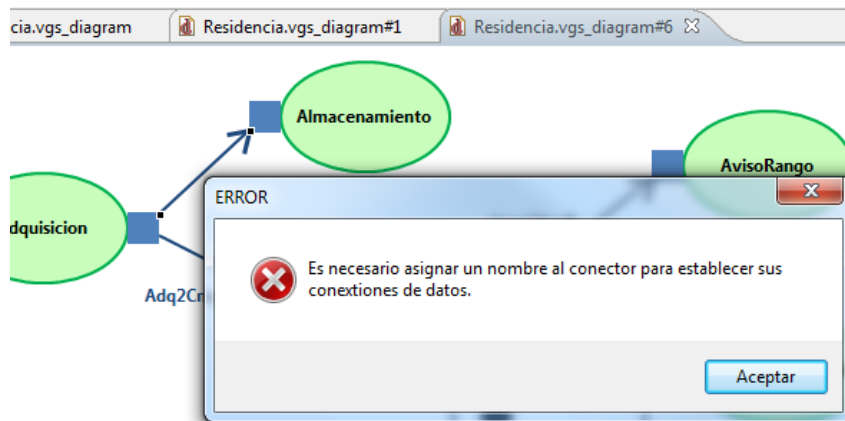 cia.vgs_diagram
Residencia.vgs_diagram#1
Residencia.vgs_diagram#6
Almacenamiento
AvisoRango
dquisicion
ERROR
Es necesario asignar un nombre al conector para establecer sus
conextiones de datos.
Adq2Cr
Aceptar